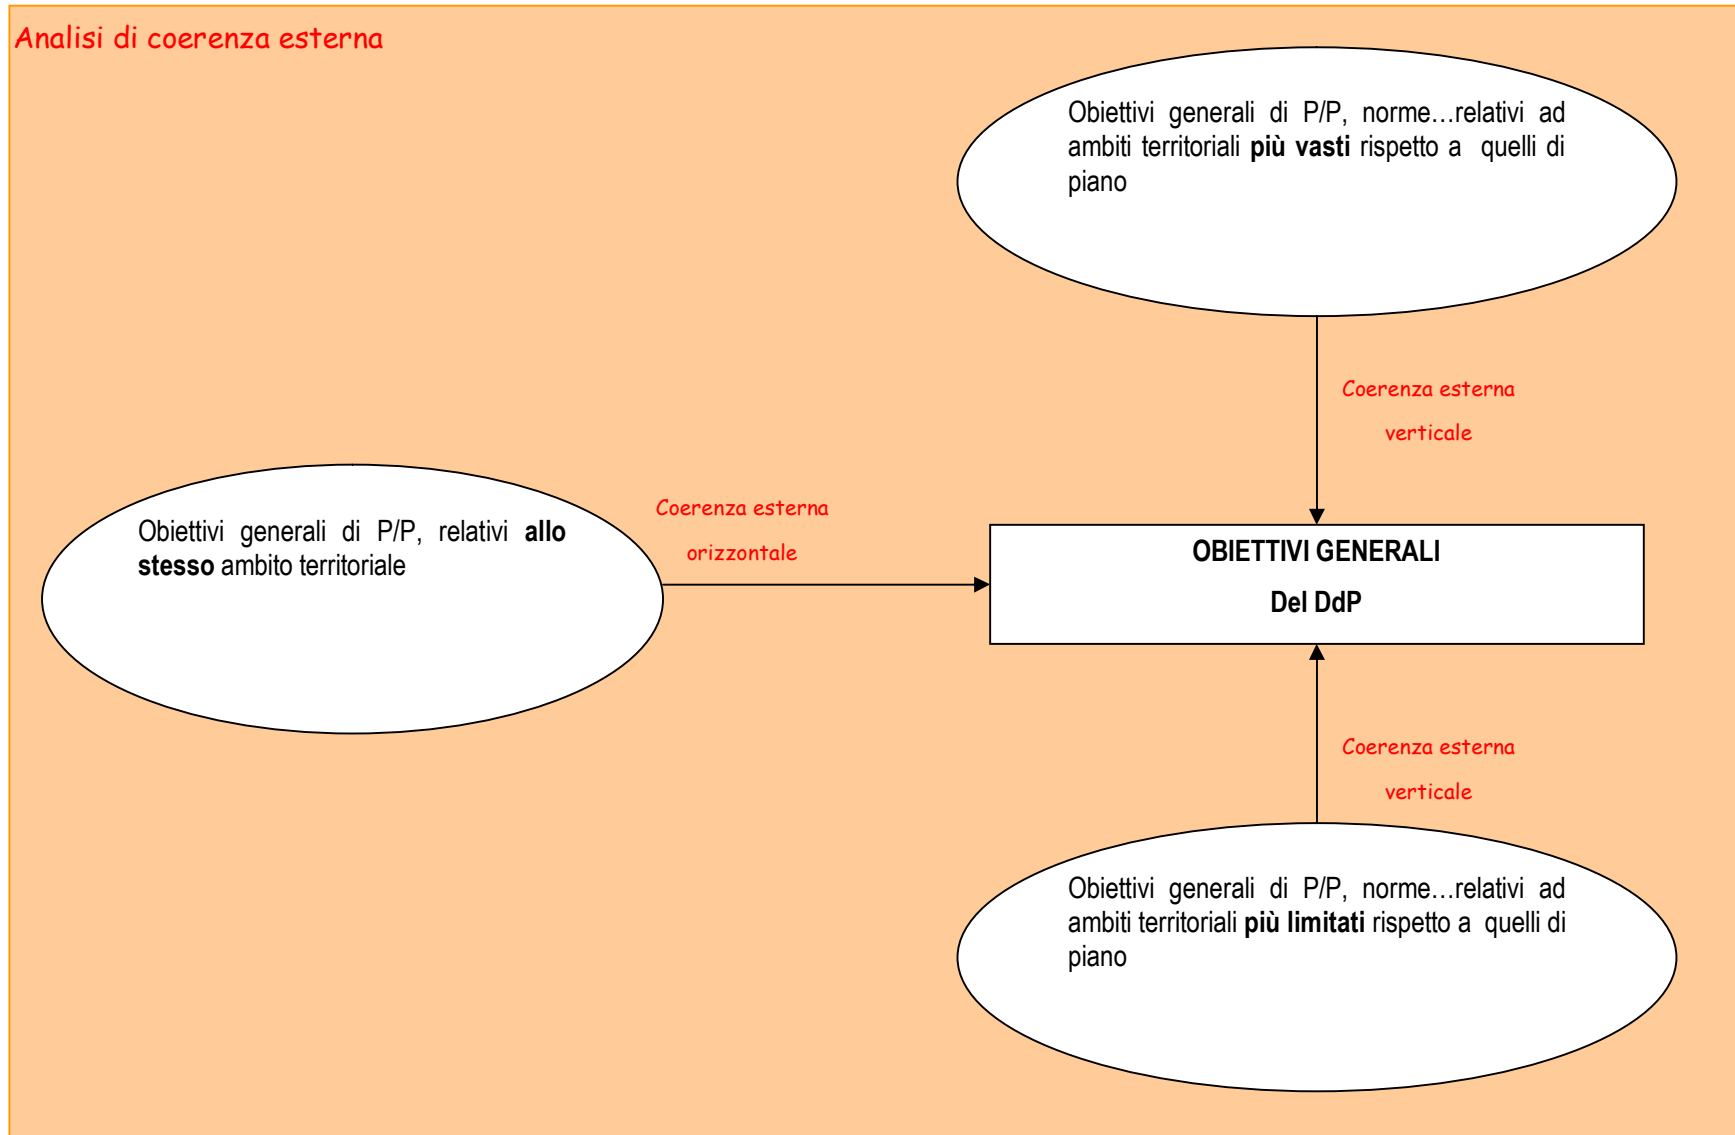 Analisi di coerenza esterna
Obiettivi generali di P/P, norme…relativi ad
ambiti territoriali più vasti rispetto a quelli di
piano
Coerenza esterna
verticale
Obiettivi generali di P/P, relativi allo
stesso ambito territoriale
Coerenza esterna
orizzontale
OBIETTIVI GENERALI
Del DdP
Coerenza esterna
verticale
Obiettivi generali di P/P, norme…relativi ad
ambiti territoriali più limitati rispetto a quelli di
piano